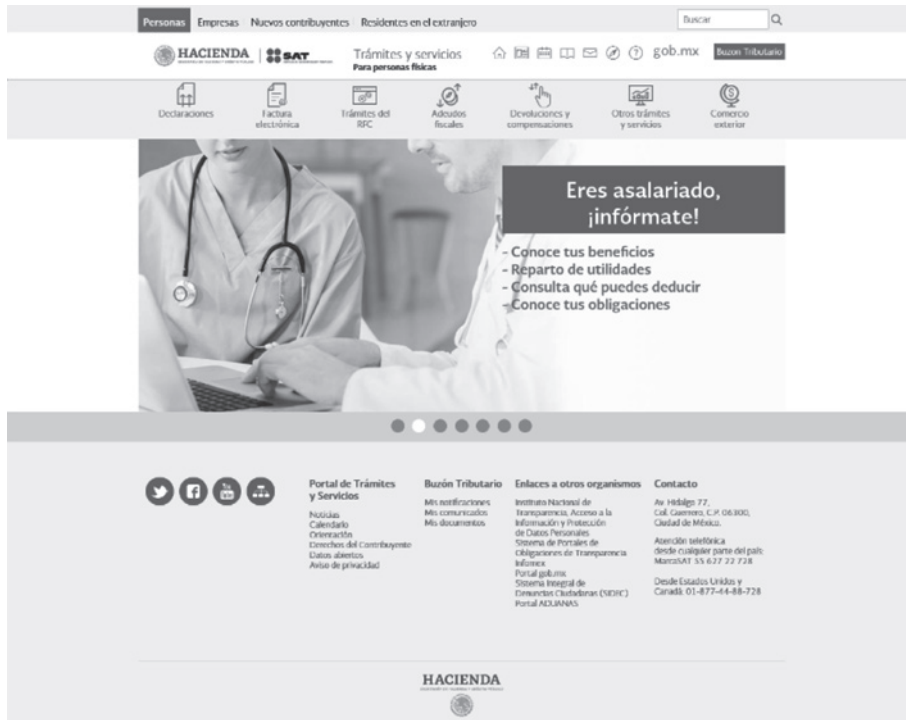 Personas Empresas Nuevos contribuyentes Residentes en el extranjero Buscar
HACIENDA SAT Trámites y servicios gob.mx Buzon Tributario
Para personas físicas
Declaraciones
Factura
electrónica
Trámites del
RFC
Adeudos
fiscales
Devoluciones y
compensaciones
Otros trámites
y servicios
Comercio
exterior
Eres asalariado,
¡infórmate!
- Conoce tus beneficios
- Reparto de utilidades
- Consulta qué puedes deducir
- Conoce tus obligaciones
Portal de Trámites
y Servicios
Noticias
Calendario
Orientación
Derechos del Contribuyente
Datos abiertos
Aviso de privacidad
Buzón Tributario
Mis notificaciones
Mis comunicados
Mis documentos
Enlaces a otros organismos
Instituto Nacional de
Transparencia, Acceso a la
Información y Protección
de Datos Personales
Sistema de Portales de
Obligaciones de Transparencia
Infomex
Portal gob.mx
Sistema Integral de
Denuncias Ciudadanas (SIDEC)
Portal ADUANAS
Contacto
Av. Hidalgo 77,
Col. Guerrero, C.P. 06300,
Ciudad de México.
Atención telefónica
desde cualquier parte del país:
MarcaSAT 55 627 22 728
Desde Estados Unidos y
Canadá: 01-877-44-88-728
HACIENDA